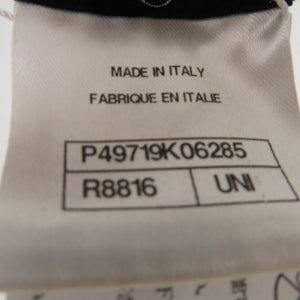 MADE IN ITALY
FABRIQUE EN ITALIE
P49719K06285
R8816 UNI